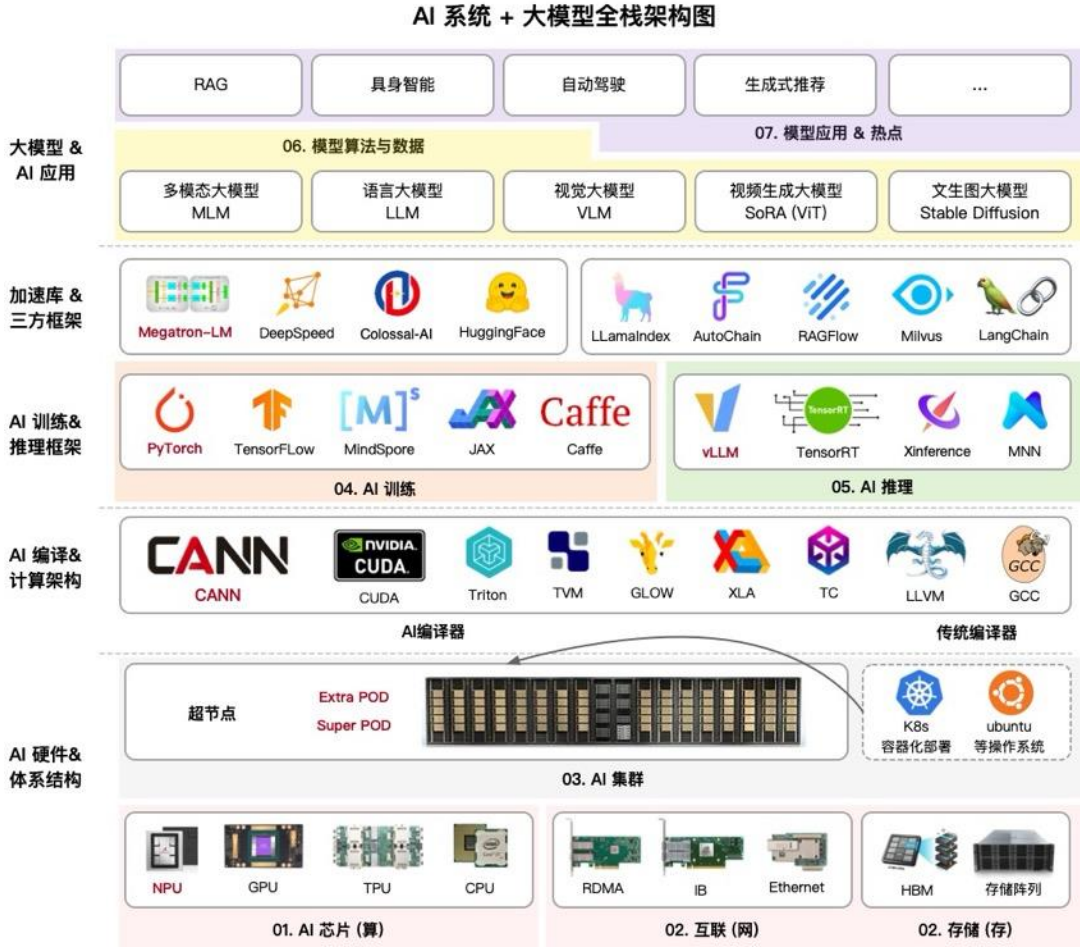 AI 系统 + 大模型全栈架构图
大模型 &
AI 应用
RAG
具身智能
自动驾驶
生成式推荐
...
06. 模型算法与数据
07. 模型应用 & 热点
多模态大模型
MLM
语言大模型
LLM
视觉大模型
VLM
视频生成大模型
SoRA (ViT)
文生图大模型
Stable Diffusion
加速库 &
三方框架
Megatron-LM
DeepSpeed
Colossal-AI
HuggingFace
LLamaIndex
AutoChain
RAGFlow
Milvus
LangChain
AI 训练&
推理框架
PyTorch
TensorFLow
[M]S
MindSpore
JAX
JAX
Caffe
Caffe
04. AI 训练
vLLM
TensorRT
TensorRT
Xinference
MNN
05. AI 推理
AI 编译&
计算架构
CANN
CANN
NVIDIA.
CUDA.
CUDA
Triton
TVM
GLOW
XLA
XLA
TC
LLVM
GCC
GCC
AI编译器
传统编译器
AI 硬件&
体系结构
超节点
Extra POD
Super POD
K8s
容器化部署
ubuntu
等操作系统
03. AI 集群
NPU
GPU
TPU
CPU
01. AI 芯片 (算)
RDMA
IB
Ethernet
02. 互联 (网)
HBM
存储阵列
02. 存储 (存)